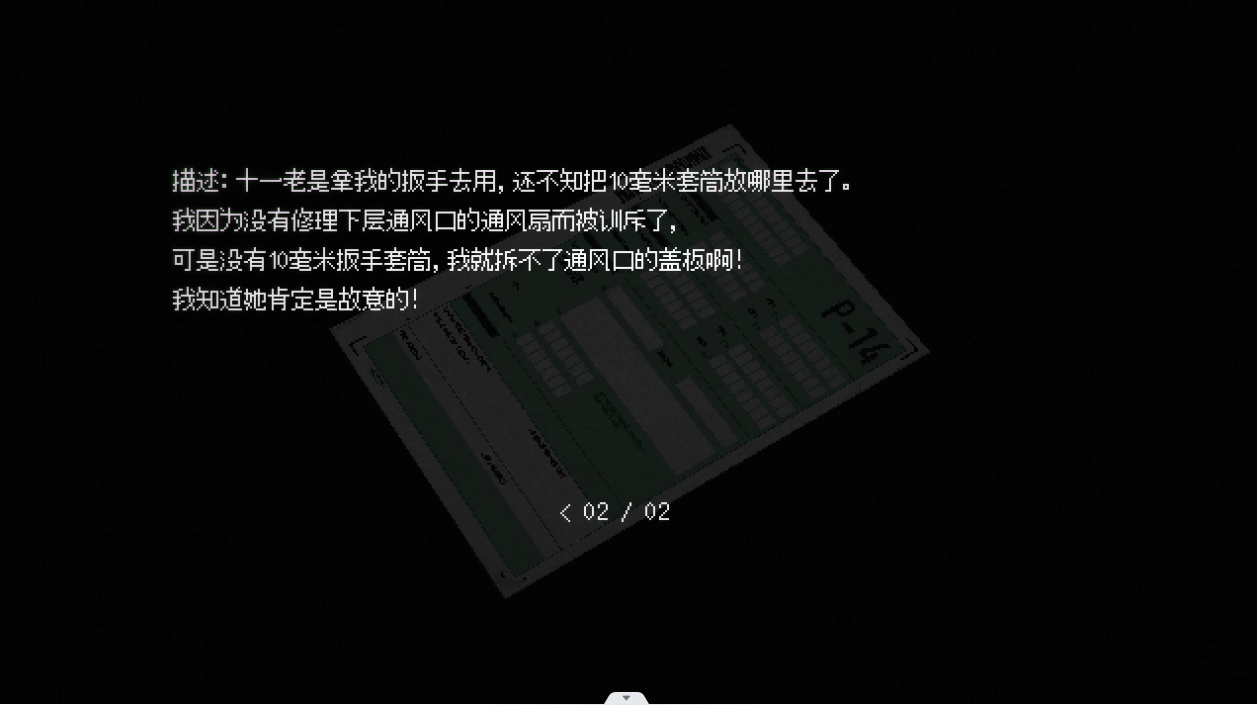 描述: 十一老是拿我的扳手去用, 还不知把10毫米套筒放哪里去了。
我因为没有修理下层通风口的通风扇而被训斥了,
可是没有10毫米扳手套筒, 我就拆不了通风口的盖板啊!
我知道她肯定是故意的!
P-14
< 02 / 02